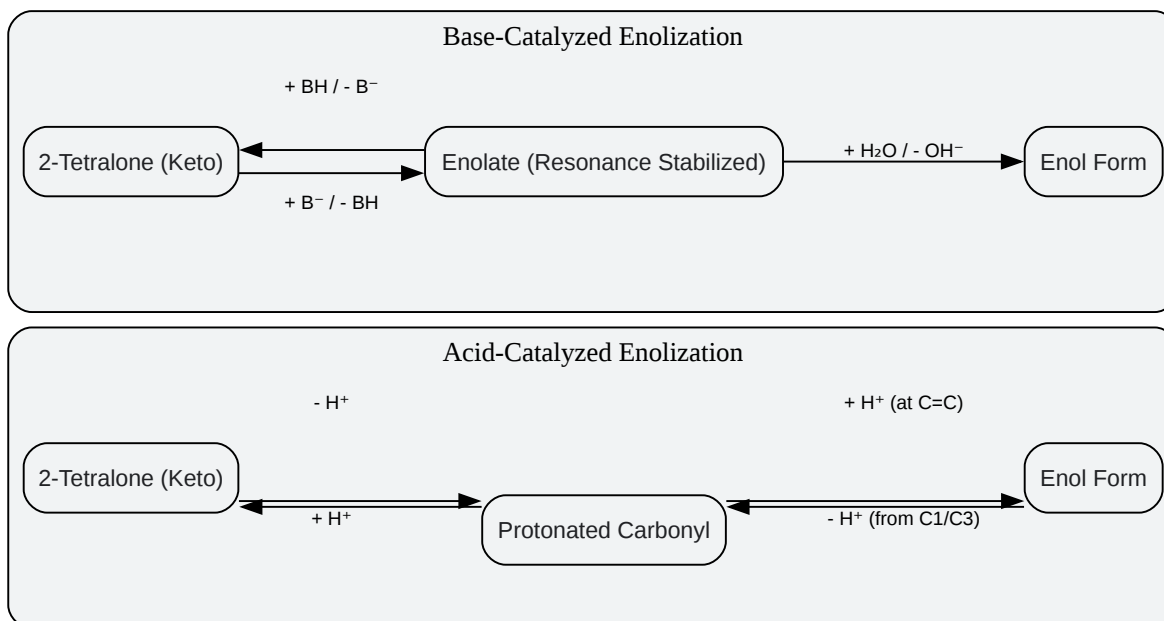 Base-Catalyzed Enolization
+ BH / - B⁻
2-Tetralone (Keto)
Enolate (Resonance Stabilized)
+ H₂O / - OH⁻
Enol Form
+ B⁻ / - BH
Acid-Catalyzed Enolization
- H⁺
+ H⁺ (at C=C)
2-Tetralone (Keto)
Enol Form
+ H⁺
- H⁺ (from C1/C3)
Protonated Carbonyl